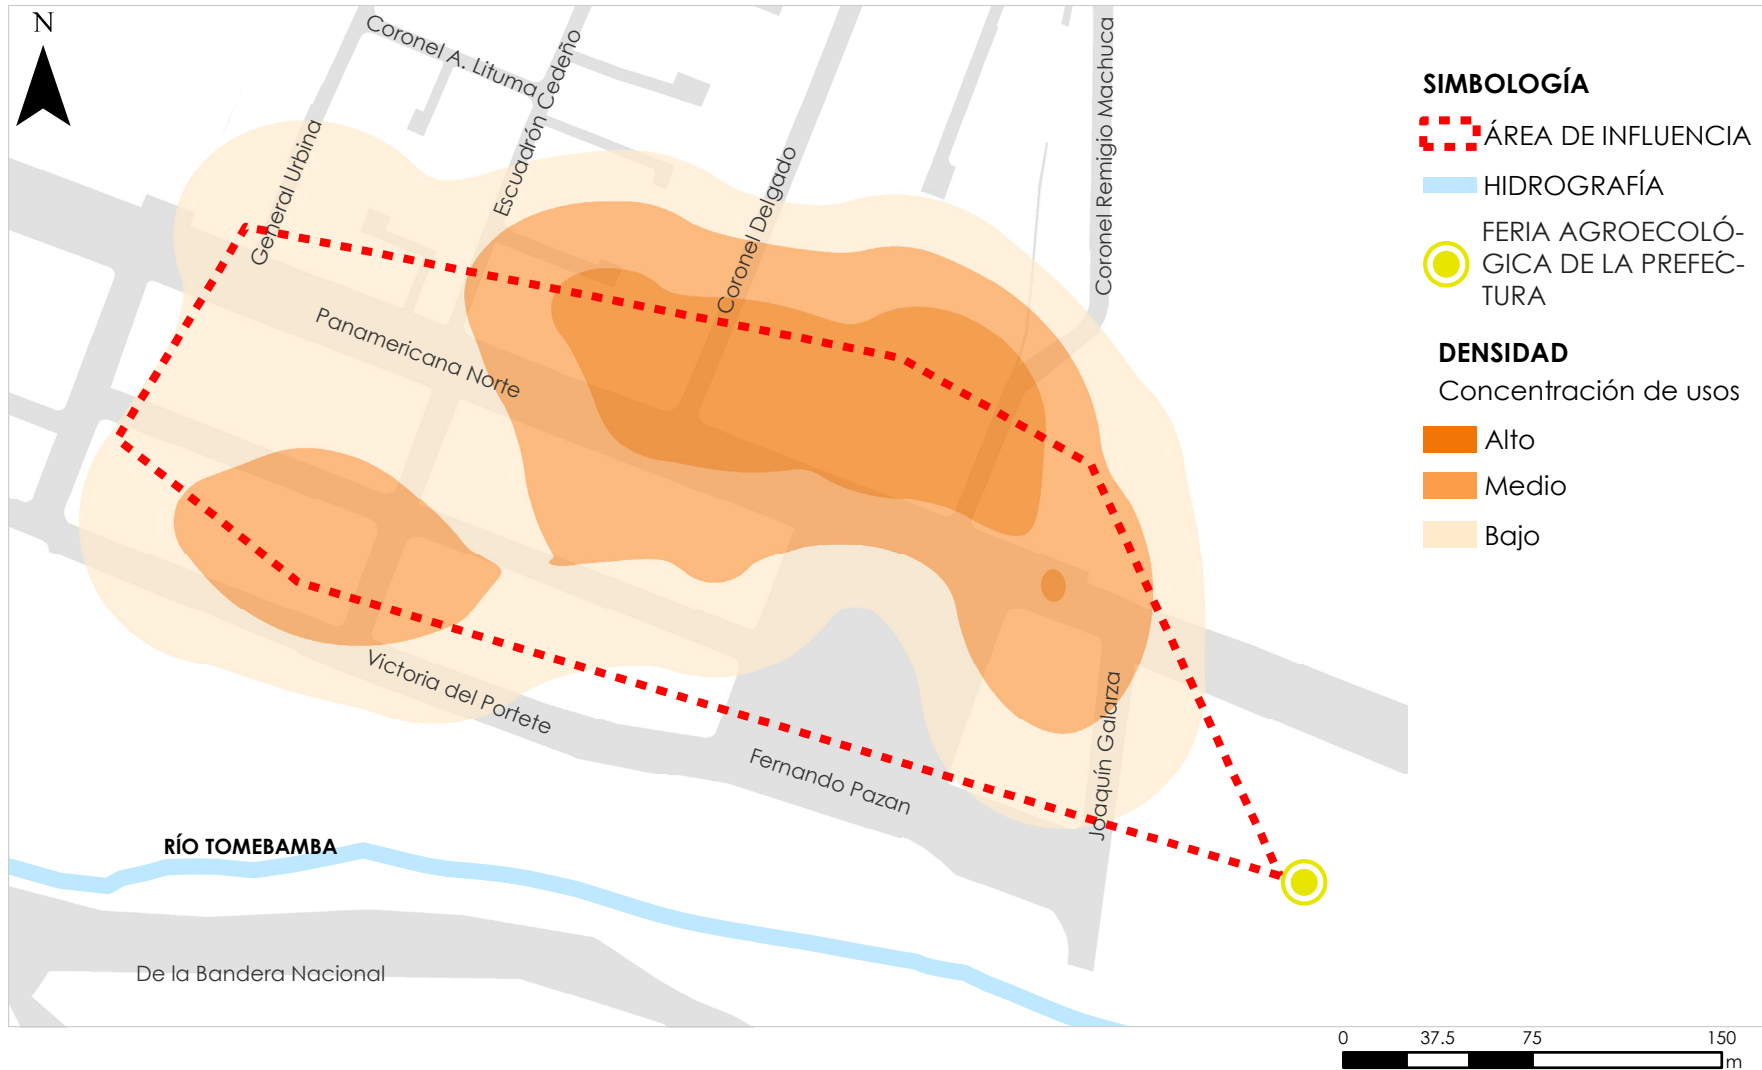 N
Coronel A. Lituma
Escuadrón Cedeño
General Urbina
Coronel Delgado
Coronel Remigio Machuca
Panamericana Norte
Victoria del Portete
Fernando Pazan
Joaquín Galarza
RÍO TOMEBAMBA
De la Bandera Nacional
SIMBOLOGÍA
ÁREA DE INFLUENCIA
HIDROGRAFÍA
FERIA AGROECOLÓ-
GICA DE LA PREFEC-
TURA
DENSIDAD
Concentración de usos
Alto
Medio
Bajo
0 37.5 75 150
m